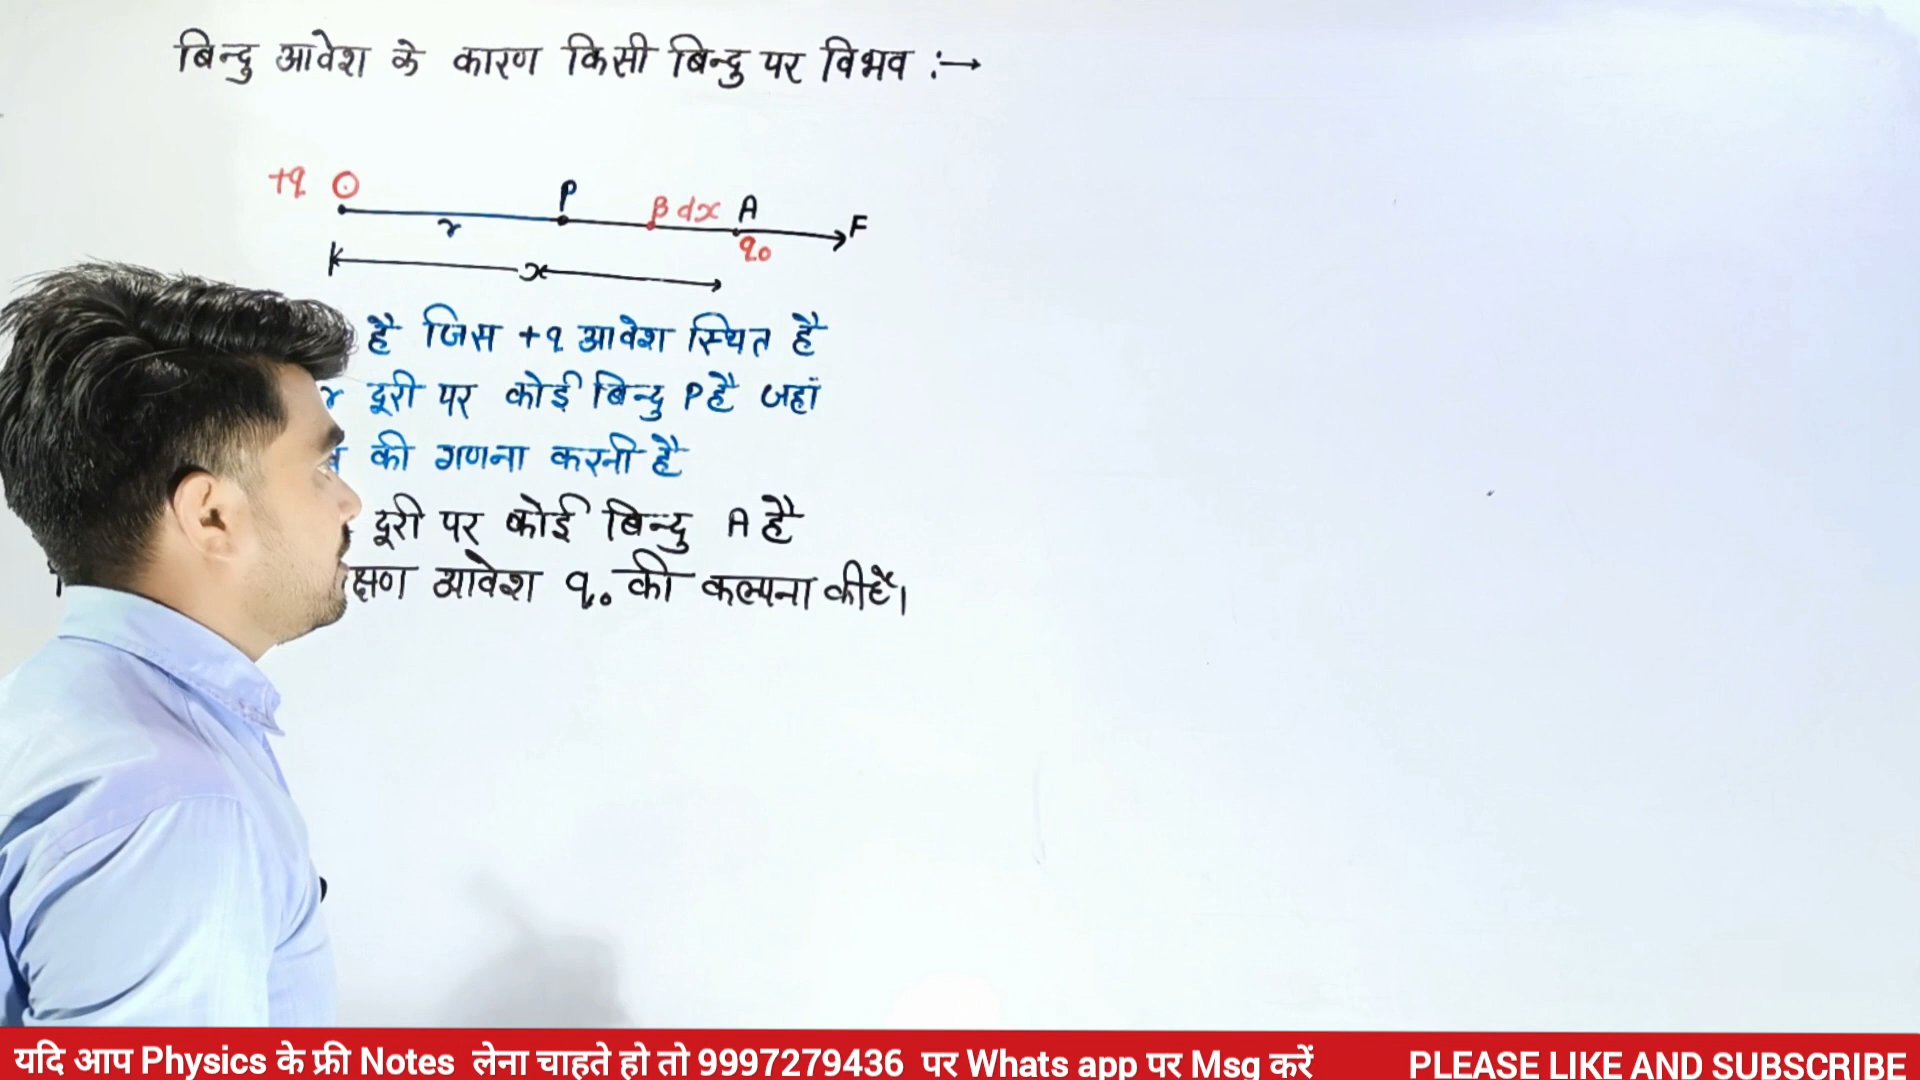 बिन्दु आवेश के कारण किसी बिन्दु पर विभव :→
+q O P B dx A F
r q₀
x
है जिस +q आवेश स्थित है
r दूरी पर कोई बिन्दु P है जहां
की गणना करनी है
दूरी पर कोई बिन्दु A है
क्षण आवेश q₀ की कल्पना की है।
यदि आप Physics के फ्री Notes लेना चाहते हो तो 9997279436 पर Whats app पर Msg करें PLEASE LIKE AND SUBSCRIBE